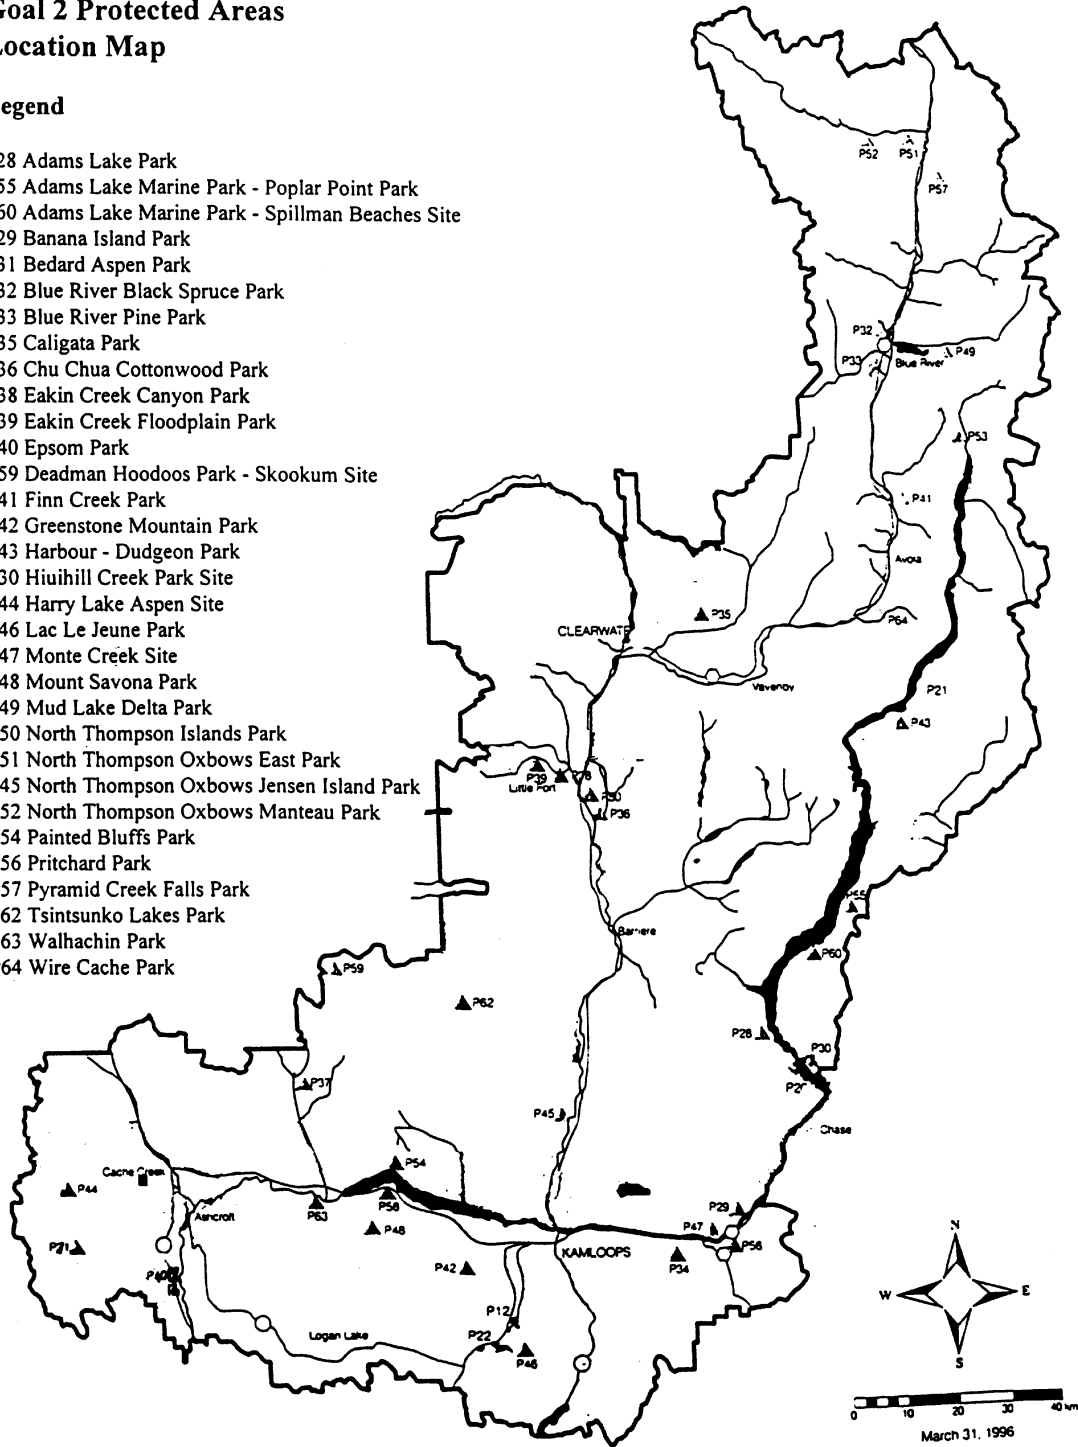 Goal 2 Protected Areas
Location Map
Legend
28 Adams Lake Park
55 Adams Lake Marine Park - Poplar Point Park
60 Adams Lake Marine Park - Spillman Beaches Site
29 Banana Island Park
31 Bedard Aspen Park
32 Blue River Black Spruce Park
33 Blue River Pine Park
35 Caligata Park
36 Chu Chua Cottonwood Park
38 Eakin Creek Canyon Park
39 Eakin Creek Floodplain Park
40 Epsom Park
59 Deadman Hoodoos Park - Skookum Site
41 Finn Creek Park
42 Greenstone Mountain Park
43 Harbour - Dudgeon Park
30 Hiuihill Creek Park Site
44 Harry Lake Aspen Site
46 Lac Le Jeune Park
47 Monte Creek Site
48 Mount Savona Park
49 Mud Lake Delta Park
50 North Thompson Islands Park
51 North Thompson Oxbows East Park
45 North Thompson Oxbows Jensen Island Park
52 North Thompson Oxbows Manteau Park
54 Painted Bluffs Park
56 Pritchard Park
57 Pyramid Creek Falls Park
62 Tsintsunko Lakes Park
63 Walhachin Park
64 Wire Cache Park
P52 P51
P57
P32
P33 Blue River P49
P53
P41
Avola
P35
CLEARWATE
P64
Vavenby
P21
P43
P39
Little Fort
P36
P55
Barriere
P60
P59
P62
P28
P30
P37
P45
Chase
Cache Creek
P54
P44
P58
P63
Ashcroft
P48
P29
P47
P56
KAMLOOPS
P34
P42
P40
P12
Logan Lake
P22
P46
N
W E
S
0 10 20 30 40 km
March 31, 1996